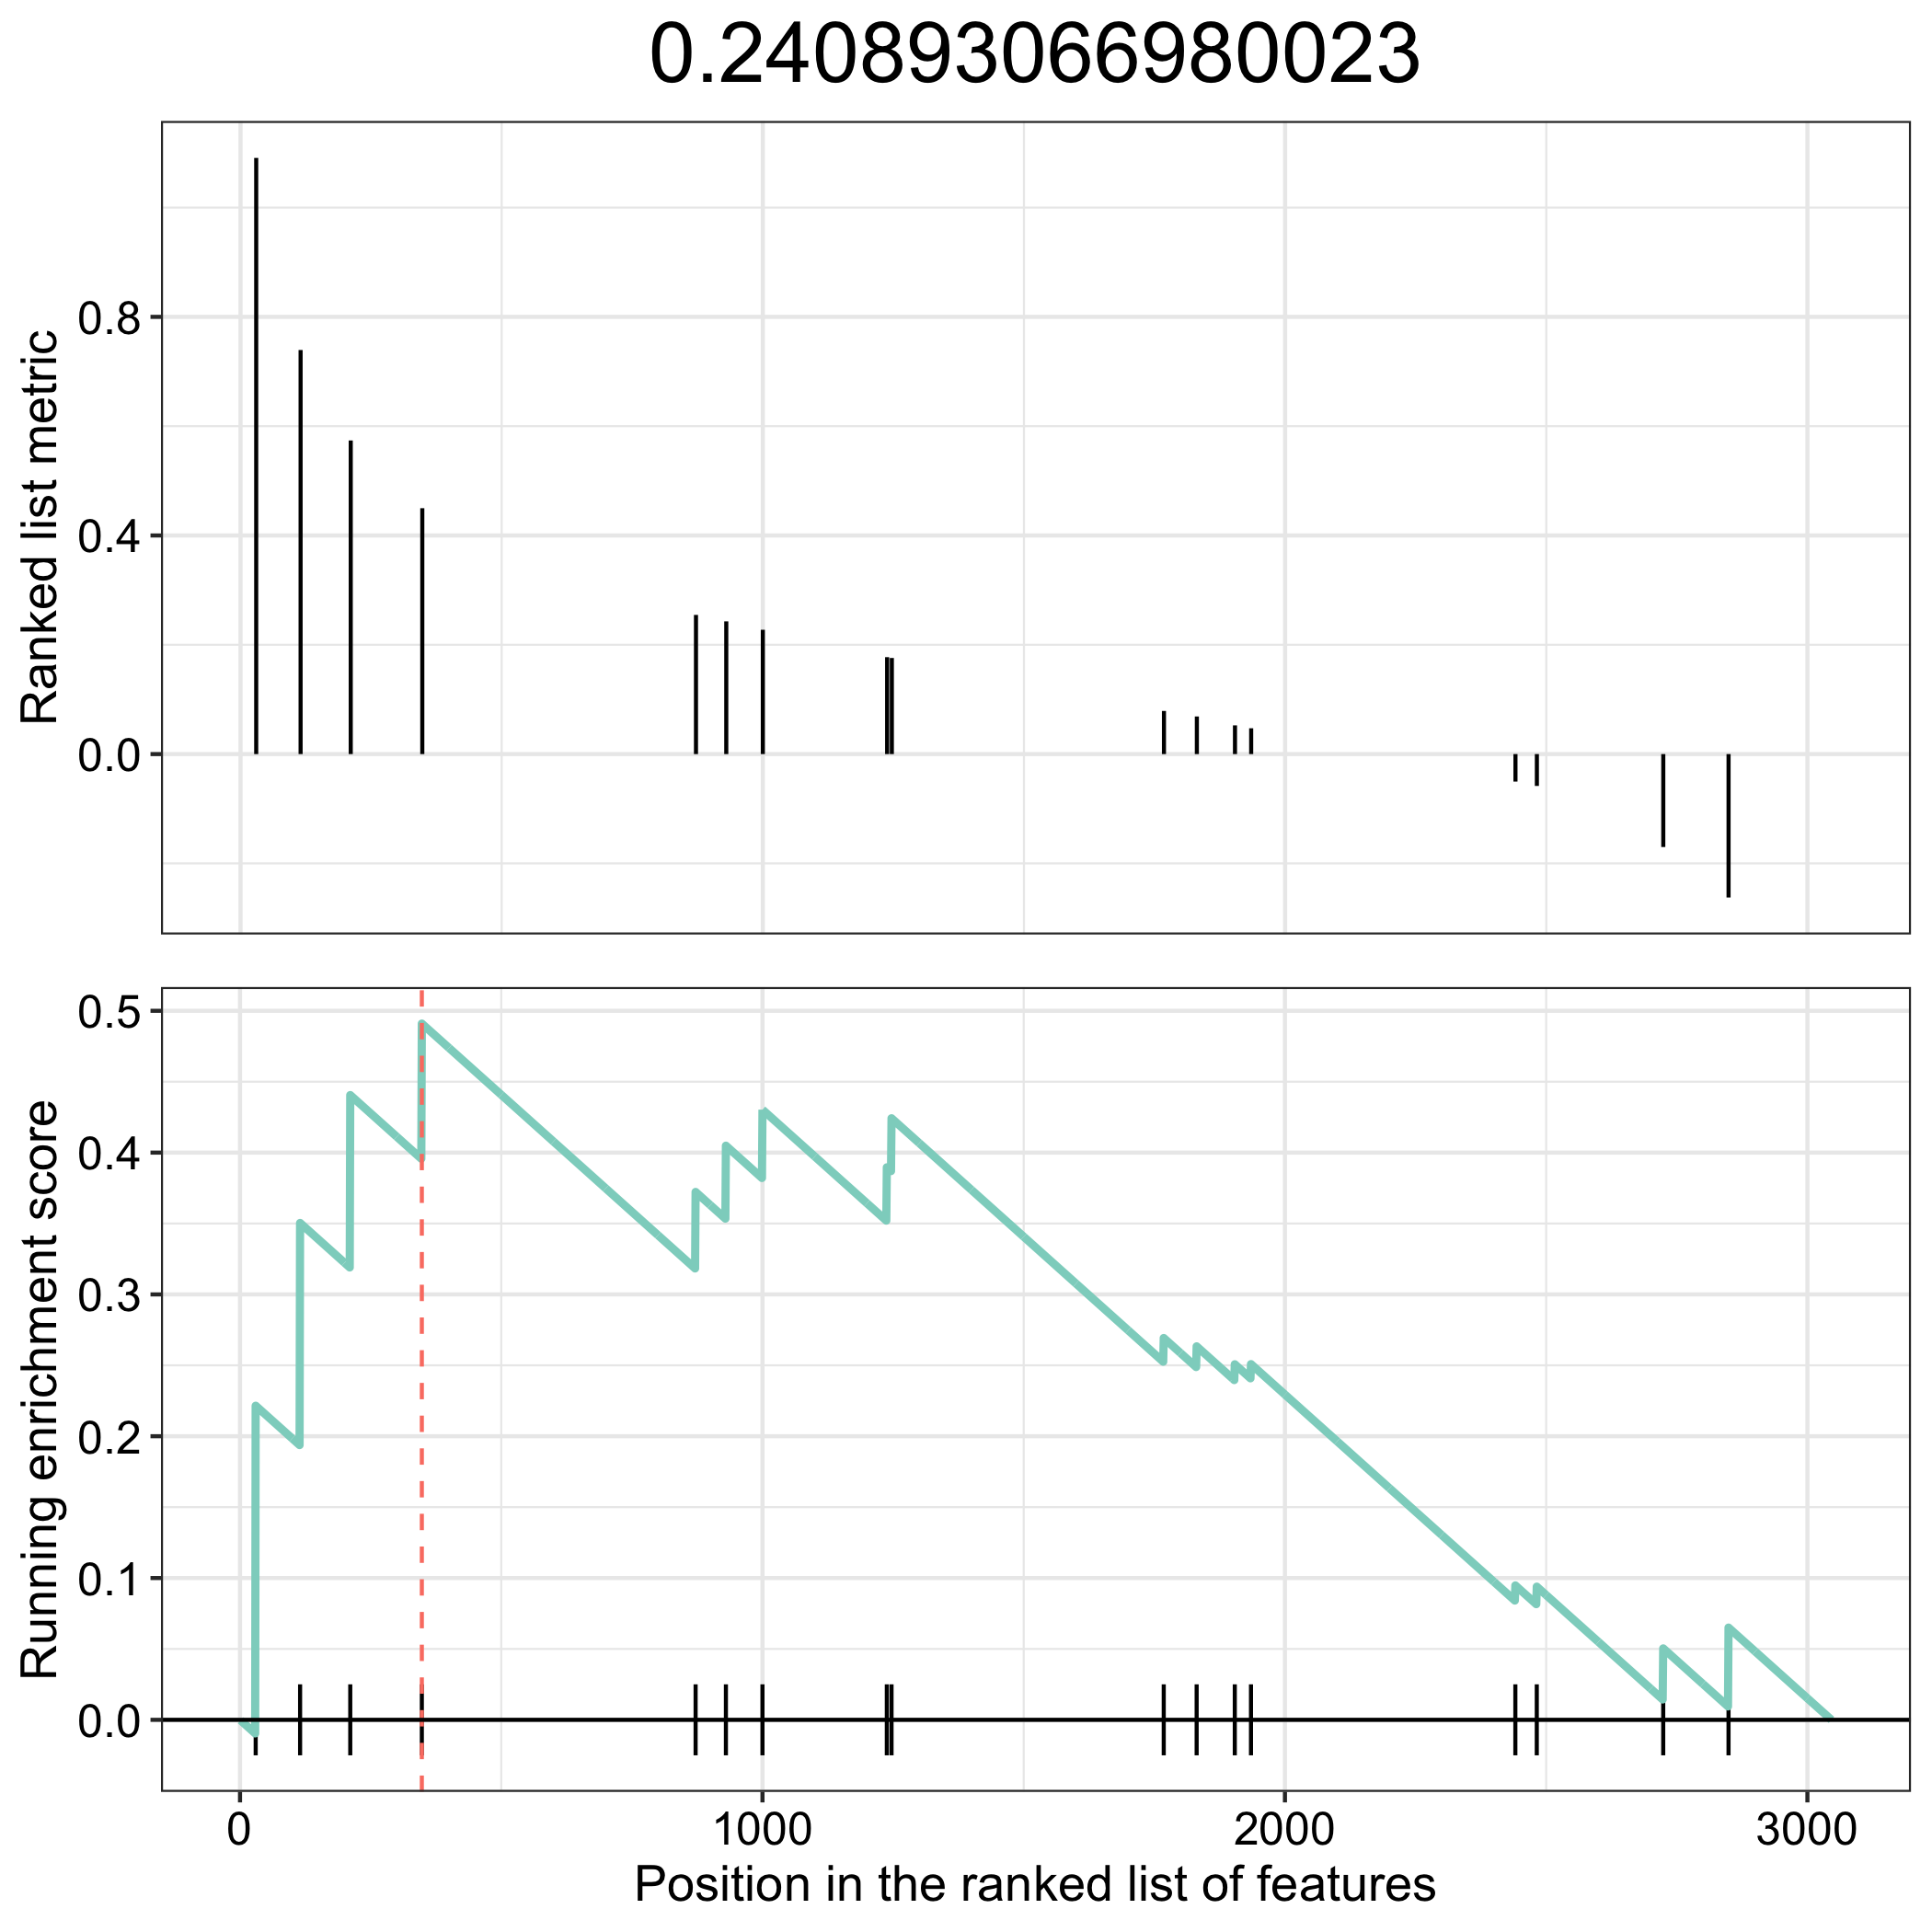 0.240893066980023
Ranked list metric
0.8
0.4
0.0
Running enrichment score
0.5
0.4
0.3
0.2
0.1
0.0
0 1000 2000 3000
Position in the ranked list of features